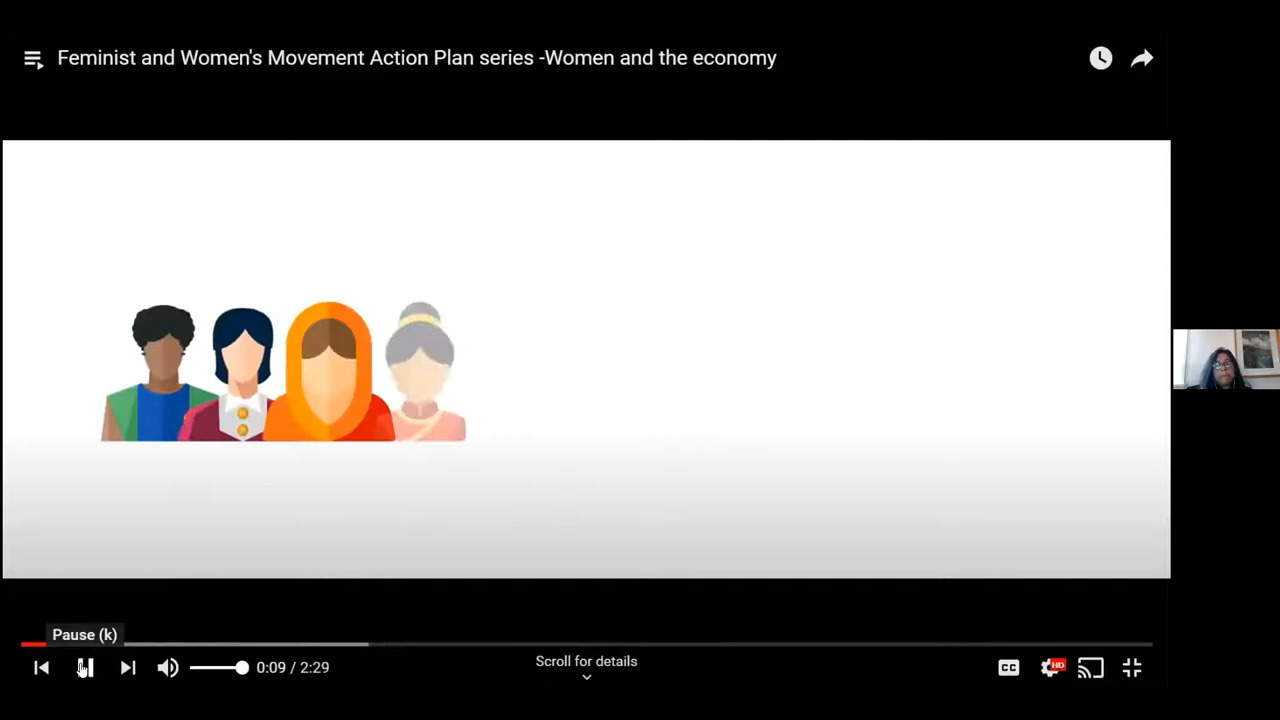 Feminist and Women's Movement Action Plan series -Women and the economy
Pause (k)
0:09 / 2:29
Scroll for details
CC
HD